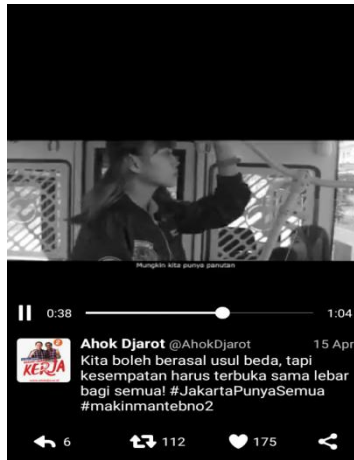 Mungkin kita punya panutan
0:38
1:04
KERJA
Ahok Djarot @AhokDjarot 15 Apr
Kita boleh berasal usul beda, tapi
kesempatan harus terbuka sama lebar
bagi semua! #JakartaPunyaSemua
#makinmantebno2
6 112 175